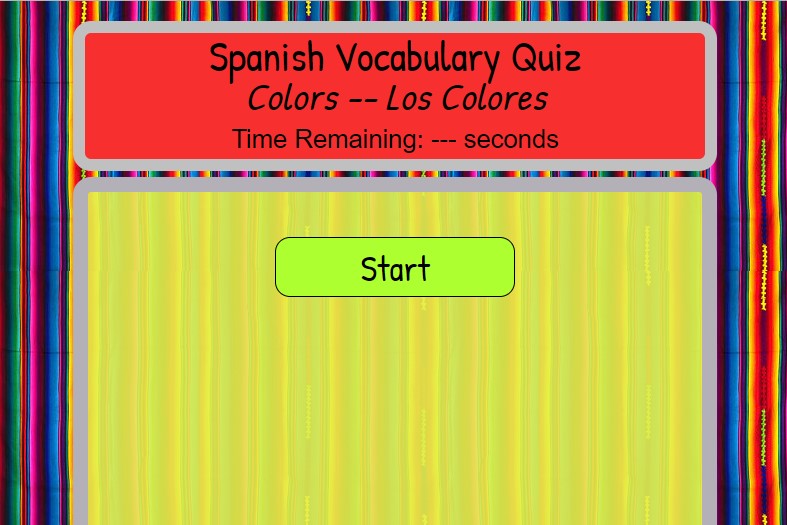 Spanish Vocabulary Quiz
Colors -- Los Colores
Time Remaining: --- seconds
Start